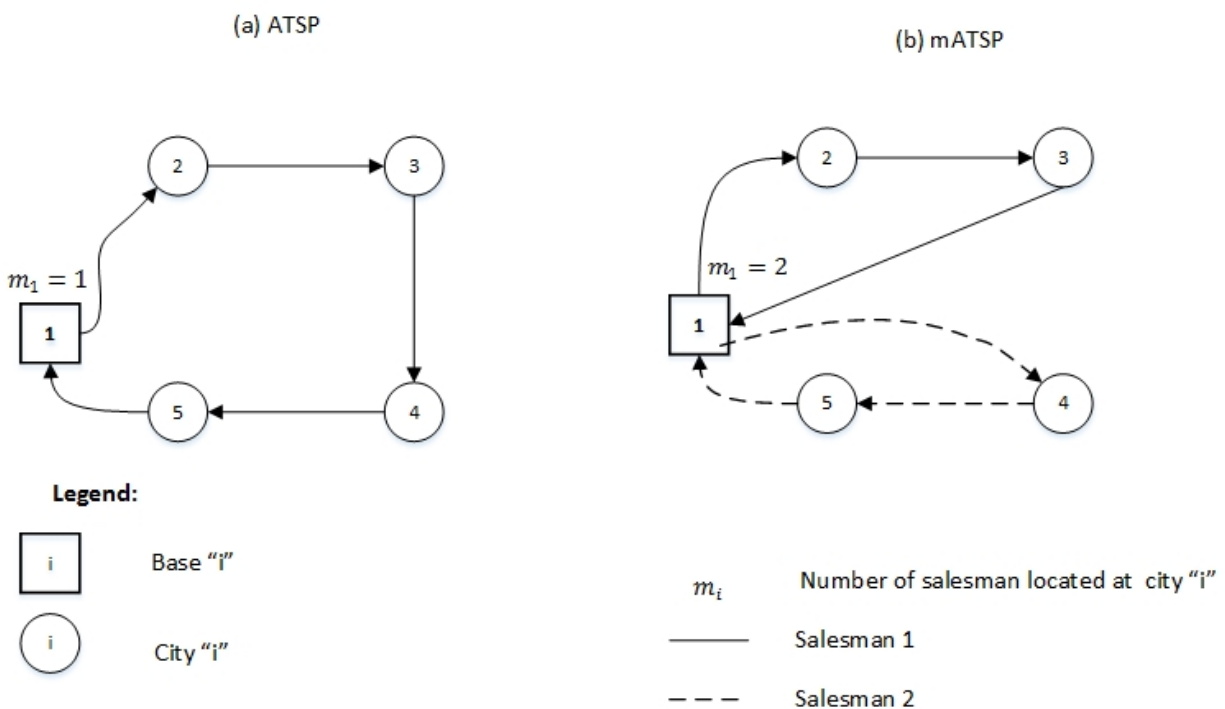 (a) ATSP
2
3
m₁ = 1
1
5
4
(b) mATSP
2
3
m₁ = 2
1
5
4
Legend:
i
Base “i”
i
City “i”
mᵢ
Number of salesman located at city “i”
Salesman 1
Salesman 2